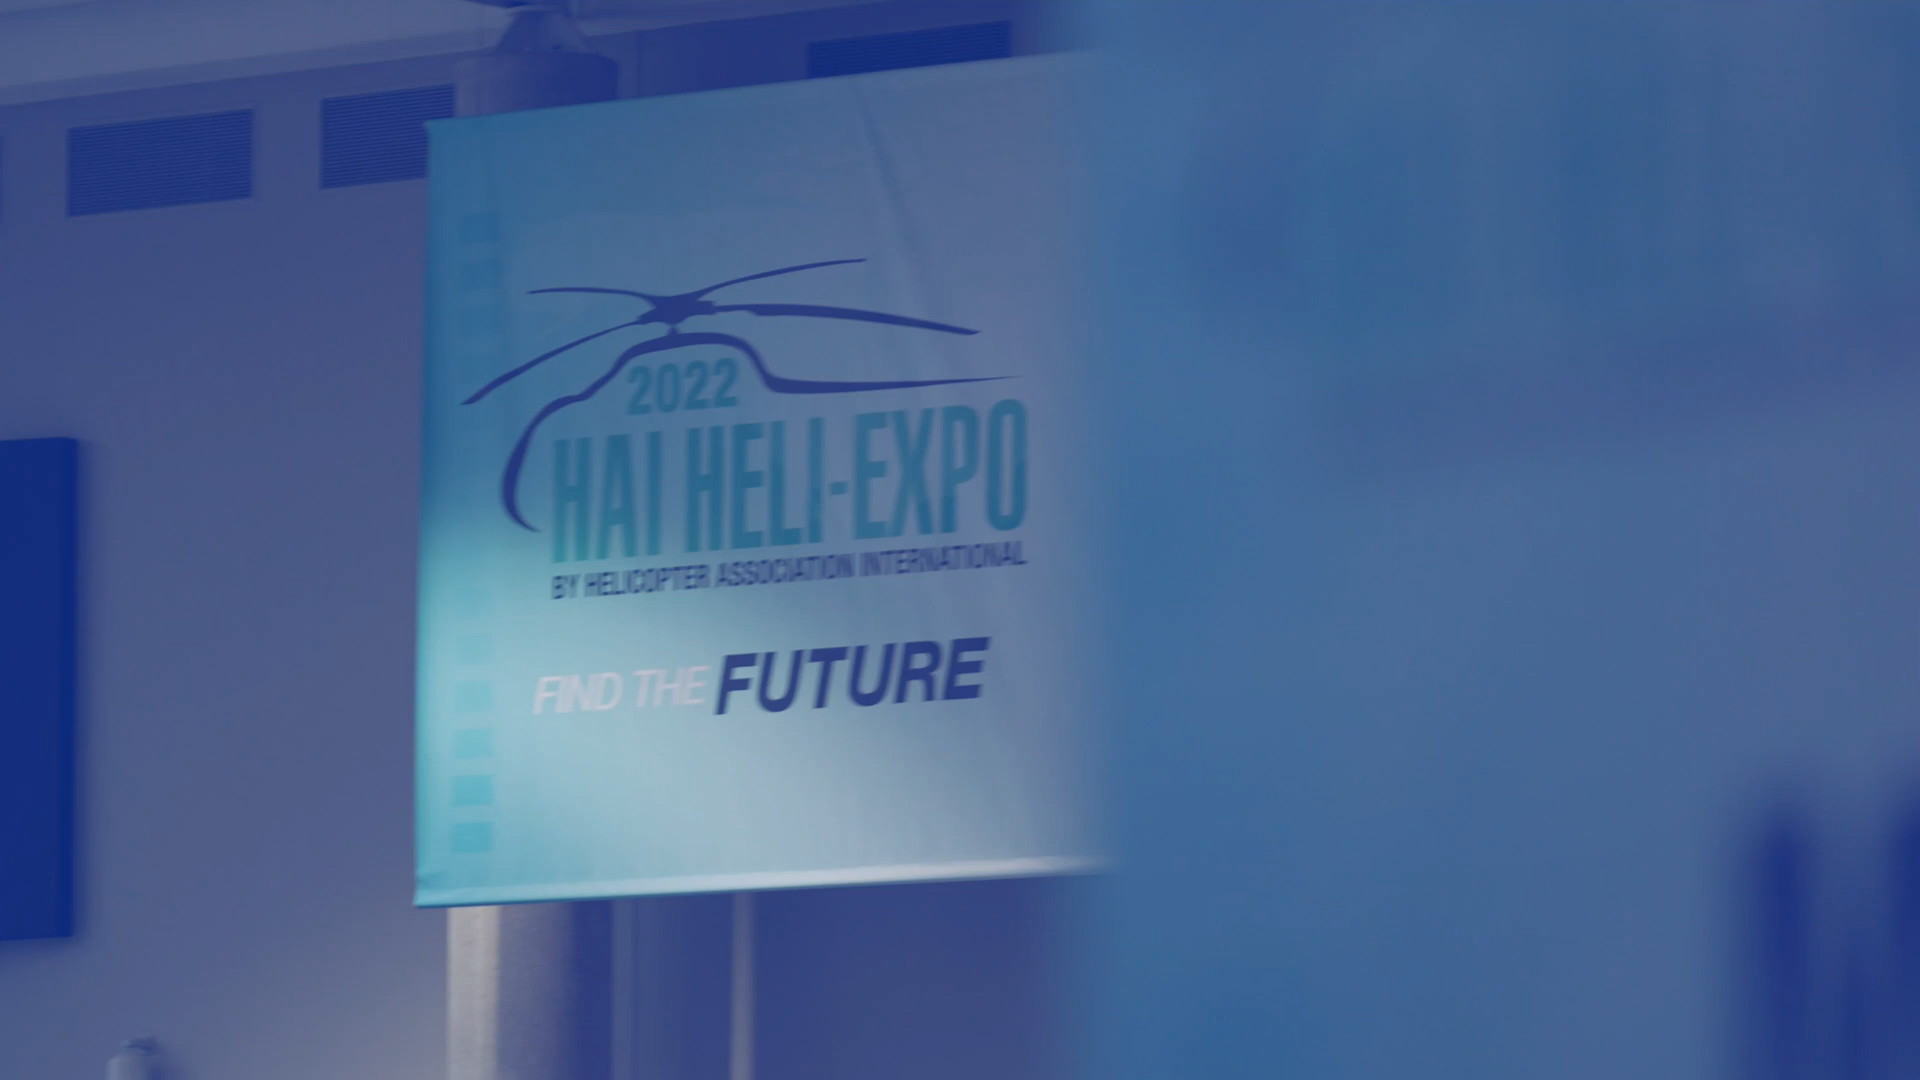 2022
HAI HELI-EXPO
BY HELICOPTER ASSOCIATION INTERNATIONAL
FIND THE FUTURE